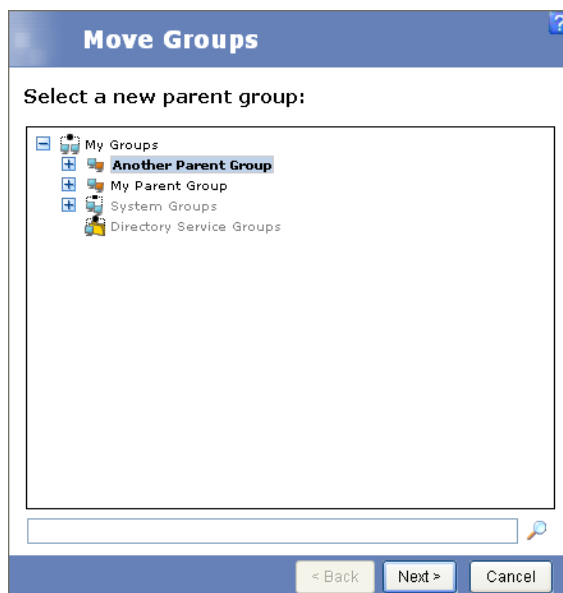 Move Groups
?
Select a new parent group:
My Groups
Another Parent Group
My Parent Group
System Groups
Directory Service Groups
< Back
Next >
Cancel